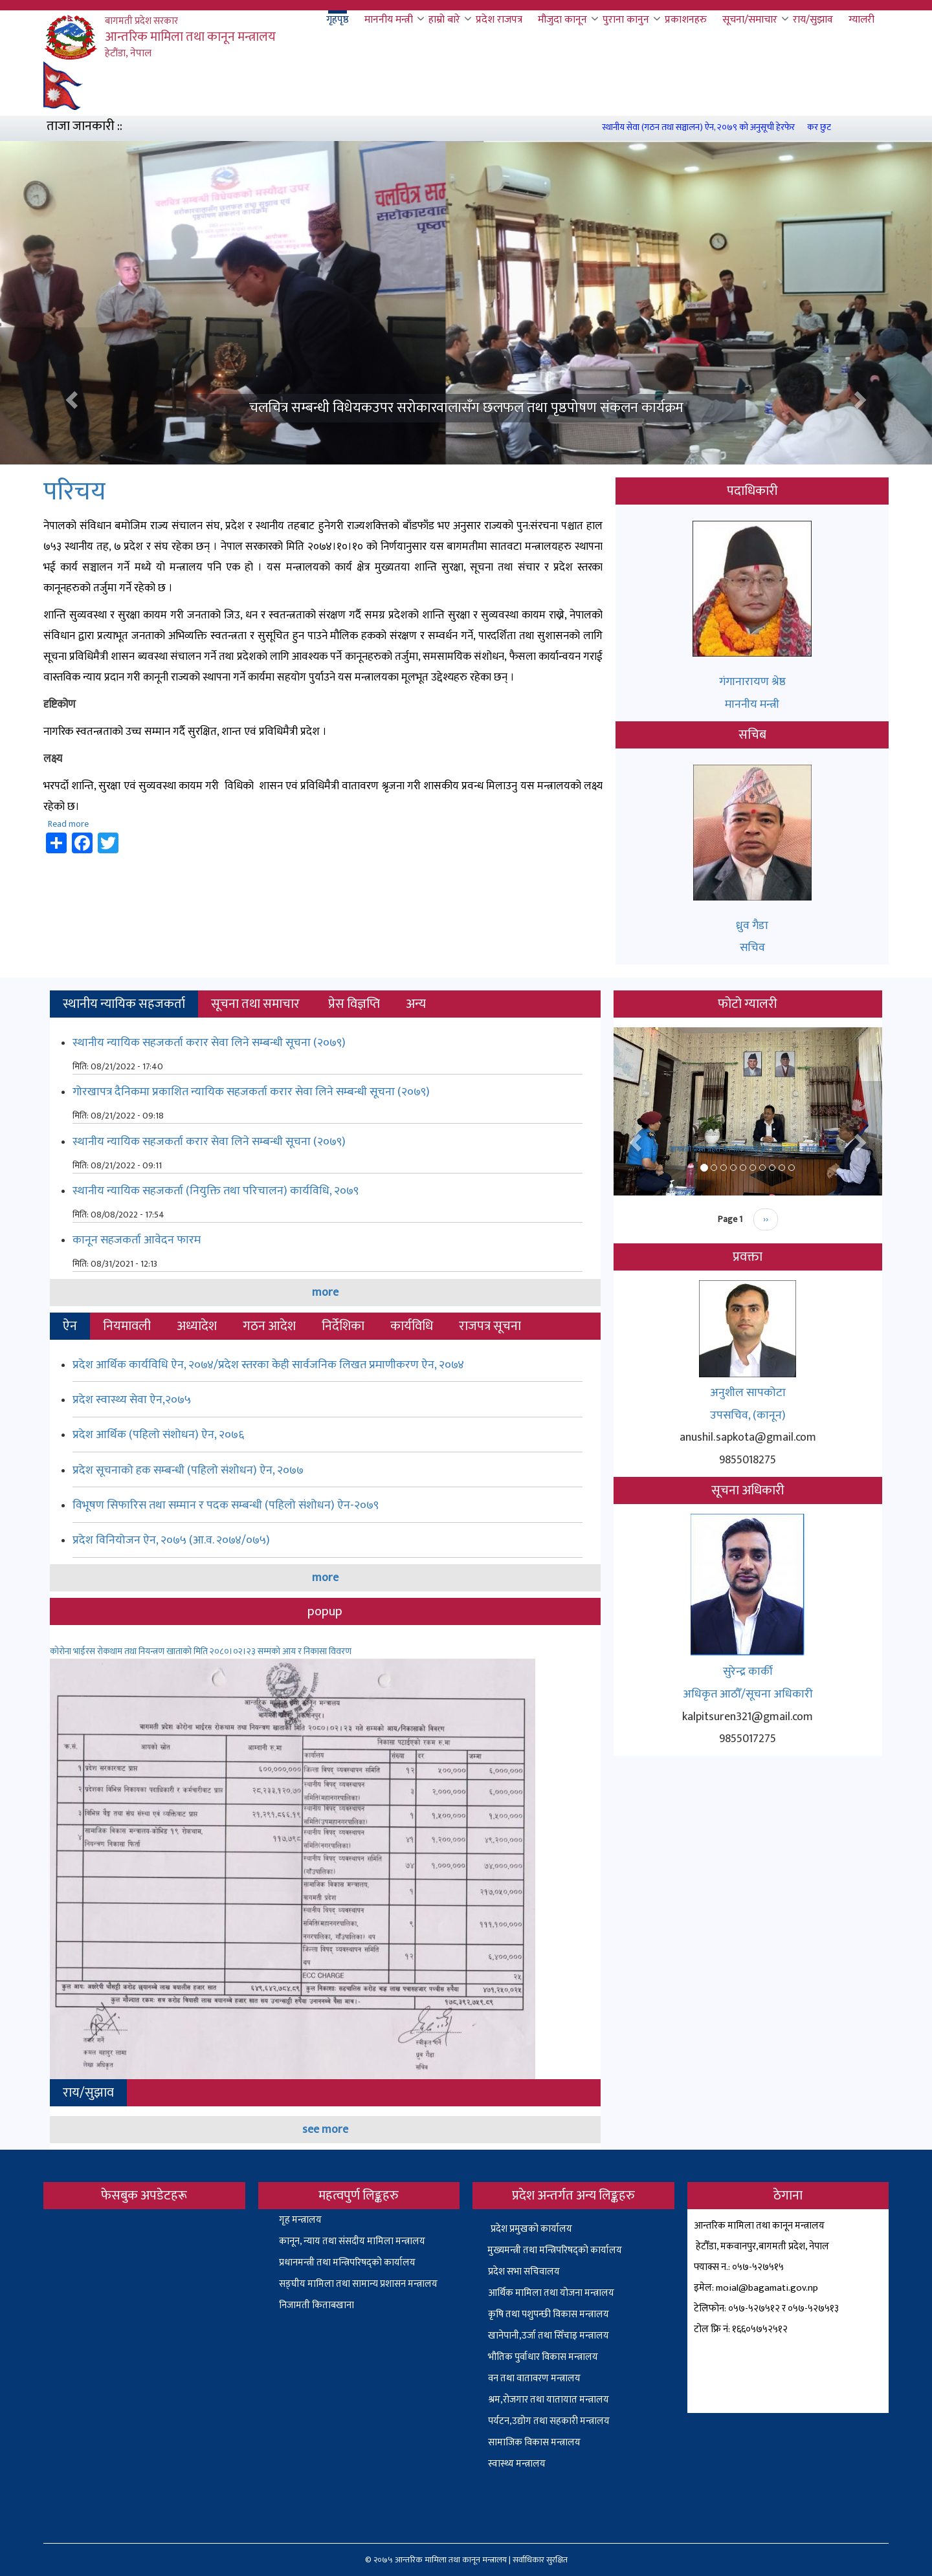 बागमती प्रदेश सरकार
आन्तरिक मामिला तथा कानून मन्त्रालय
हेटौंडा, नेपाल
गृहपृष्ठ माननीय मन्त्री हाम्रो बारे प्रदेश राजपत्र मौजुदा कानून पुराना कानुन प्रकाशनहरु सूचना/समाचार राय/सुझाव ग्यालरी
ताजा जानकारी ::
स्थानीय सेवा (गठन तथा सञ्चालन) ऐन, २०७९ को अनुसूची हेरफेर कर छुट
चलचित्र सम्बन्धी विधेयकउपर सरोकारवालासँग छलफल तथा पृष्ठपोषण संकलन कार्यक्रम
परिचय
नेपालको संविधान बमोजिम राज्य संचालन संघ, प्रदेश र स्थानीय तहबाट हुनेगरी राज्यशक्तिको बाँडफाँड भए अनुसार राज्यको पुन:संरचना पश्चात हाल
७५३ स्थानीय तह, ७ प्रदेश र संघ रहेका छन् । नेपाल सरकारको मिति २०७४।१०।१० को निर्णयानुसार यस बागमतीमा सातवटा मन्त्रालयहरु स्थापना
भई कार्य सञ्चालन गर्ने मध्ये यो मन्त्रालय पनि एक हो । यस मन्त्रालयको कार्य क्षेत्र मुख्यतया शान्ति सुरक्षा, सूचना तथा संचार र प्रदेश स्तरका
कानूनहरुको तर्जुमा गर्ने रहेको छ ।
शान्ति सुव्यवस्था र सुरक्षा कायम गरी जनताको जिउ, धन र स्वतन्त्रताको संरक्षण गर्दै समग्र प्रदेशको शान्ति सुरक्षा र सुव्यवस्था कायम राख्ने, नेपालको
संविधान द्वारा प्रत्याभूत जनताको अभिव्यक्ति स्वतन्त्रता र सुसूचित हुन पाउने मौलिक हकको संरक्षण र सम्वर्धन गर्ने, पारदर्शिता तथा सुशासनको लागि
सूचना प्रविधिमैत्री शासन ब्यवस्था संचालन गर्ने तथा प्रदेशको लागि आवश्यक पर्ने कानूनहरुको तर्जुमा, समसामयिक संशोधन, फैसला कार्यान्वयन गराई
वास्तविक न्याय प्रदान गरी कानूनी राज्यको स्थापना गर्ने कार्यमा सहयोग पुर्याउने यस मन्त्रालयका मूलभूत उद्देश्यहरु रहेका छन् ।
दृष्टिकोण
नागरिक स्वतन्त्रताको उच्च सम्मान गर्दै सुरक्षित, शान्त एवं प्रविधिमैत्री प्रदेश ।
लक्ष्य
भरपर्दो शान्ति, सुरक्षा एवं सुव्यवस्था कायम गरी विधिको शासन एवं प्रविधिमैत्री वातावरण श्रृजना गरी शासकीय प्रवन्ध मिलाउनु यस मन्त्रालयको लक्ष्य
रहेको छ।
Read more
पदाधिकारी
गंगानारायण श्रेष्ठ
माननीय मन्त्री
सचिब
ध्रुव गैडा
सचिव
स्थानीय न्यायिक सहजकर्ता सूचना तथा समाचार प्रेस विज्ञप्ति अन्य
स्थानीय न्यायिक सहजकर्ता करार सेवा लिने सम्बन्धी सूचना (२०७९)
मिति: 08/21/2022 - 17:40
गोरखापत्र दैनिकमा प्रकाशित न्यायिक सहजकर्ता करार सेवा लिने सम्बन्धी सूचना (२०७९)
मिति: 08/21/2022 - 09:18
स्थानीय न्यायिक सहजकर्ता करार सेवा लिने सम्बन्धी सूचना (२०७९)
मिति: 08/21/2022 - 09:11
स्थानीय न्यायिक सहजकर्ता (नियुक्ति तथा परिचालन) कार्यविधि, २०७९
मिति: 08/08/2022 - 17:54
कानून सहजकर्ता आवेदन फारम
मिति: 08/31/2021 - 12:13
more
ऐन नियमावली अध्यादेश गठन आदेश निर्देशिका कार्यविधि राजपत्र सूचना
प्रदेश आर्थिक कार्यविधि ऐन, २०७४/प्रदेश स्तरका केही सार्वजनिक लिखत प्रमाणीकरण ऐन, २०७४
प्रदेश स्वास्थ्य सेवा ऐन,२०७५
प्रदेश आर्थिक (पहिलो संशोधन) ऐन, २०७६
प्रदेश सूचनाको हक सम्बन्धी (पहिलो संशोधन) ऐन, २०७७
विभूषण सिफारिस तथा सम्मान र पदक सम्बन्धी (पहिलो संशोधन) ऐन-२०७९
प्रदेश विनियोजन ऐन, २०७५ (आ.व. २०७४/०७५)
more
popup
कोरोना भाईरस रोकथाम तथा नियन्त्रण खाताको मिति २०८०।०२।२३ सम्मको आय र निकासा विवरण
राय/सुझाव
see more
फोटो ग्यालरी
Page 1 ››
प्रवक्ता
अनुशील सापकोटा
उपसचिव, (कानून)
anushil.sapkota@gmail.com
9855018275
सूचना अधिकारी
सुरेन्द्र कार्की
अधिकृत आठौँ/सूचना अधिकारी
kalpitsuren321@gmail.com
9855017275
फेसबुक अपडेटहरू
महत्वपुर्ण लिङ्कहरु
गृह मन्त्रालय
कानून, न्याय तथा संसदीय मामिला मन्त्रालय
प्रधानमन्त्री तथा मन्त्रिपरिषद्को कार्यालय
सङ्घीय मामिला तथा सामान्य प्रशासन मन्त्रालय
निजामती किताबखाना
प्रदेश अन्तर्गत अन्य लिङ्कहरु
प्रदेश प्रमुखको कार्यालय
मुख्यमन्त्री तथा मन्त्रिपरिषद्को कार्यालय
प्रदेश सभा सचिवालय
आर्थिक मामिला तथा योजना मन्त्रालय
कृषि तथा पशुपन्छी विकास मन्त्रालय
खानेपानी,उर्जा तथा सिँचाइ मन्त्रालय
भौतिक पुर्वाधार विकास मन्त्रालय
वन तथा वातावरण मन्त्रालय
श्रम,रोजगार तथा यातायात मन्त्रालय
पर्यटन,उद्योग तथा सहकारी मन्त्रालय
सामाजिक विकास मन्त्रालय
स्वास्थ्य मन्त्रालय
ठेगाना
आन्तरिक मामिला तथा कानून मन्त्रालय
हेटौँडा, मकवानपुर,बागमती प्रदेश, नेपाल
फ्याक्स न.: ०५७-५२७५१५
इमेल: moial@bagamati.gov.np
टेलिफोन: ०५७-५२७५१२ र ०५७-५२७५१३
टोल फ्रि नं: १६६०५७५२५१२
© २०७५ आन्तरिक मामिला तथा कानून मन्त्रालय | सर्वाधिकार सुरक्षित